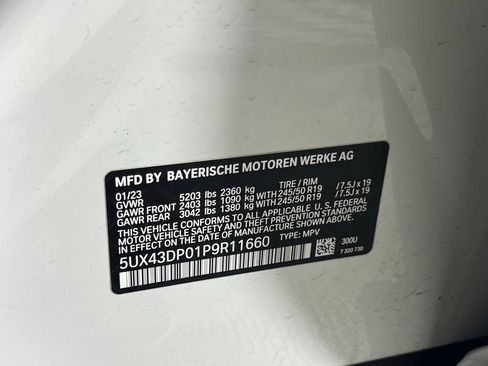 MFD BY BAYERISCHE MOTOREN WERKE AG
01/23 5203 lbs 2360 kg TIRE / RIM
GVWR
GAWR FRONT 2403 lbs 1090 kg 245/50 R19 / 7.5J x 19
GAWR REAR 3042 lbs 1380 kg 245/50 R19 / 7.5J x 19
THIS VEHICLE CONFORMS TO ALL APPLICABLE U. S. FEDERAL
MOTOR VEHICLE SAFETY AND THEFT PREVENTION STANDARDS
IN EFFECT ON THE DATE OF MANUFACTURE SHOWN ABOVE.
5UX43DP01P9R11660 TYPE: MPV
300U
7 320 730